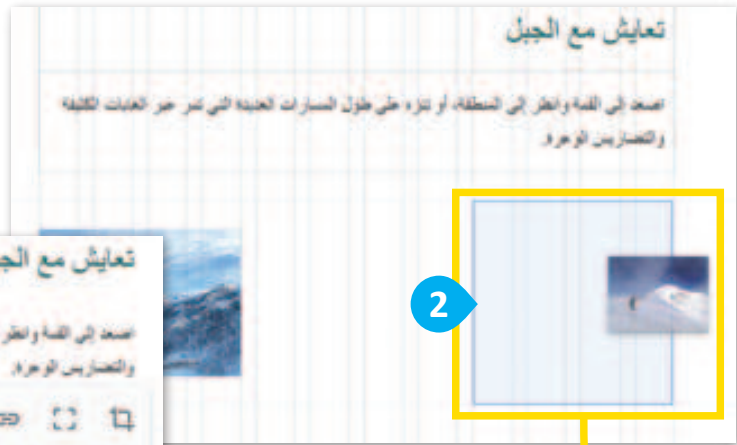 تعايش مع الجبل
اصعد إلى القمة وانظر إلى المنطقة، أو تنزه على طول المسارات العديدة التي تمر عبر الغابات الكثيفة
والتضاريس الوعرة.
2
تعايش مع الج
اصعد إلى القمة وانظر
والتضاريس الوعرة.